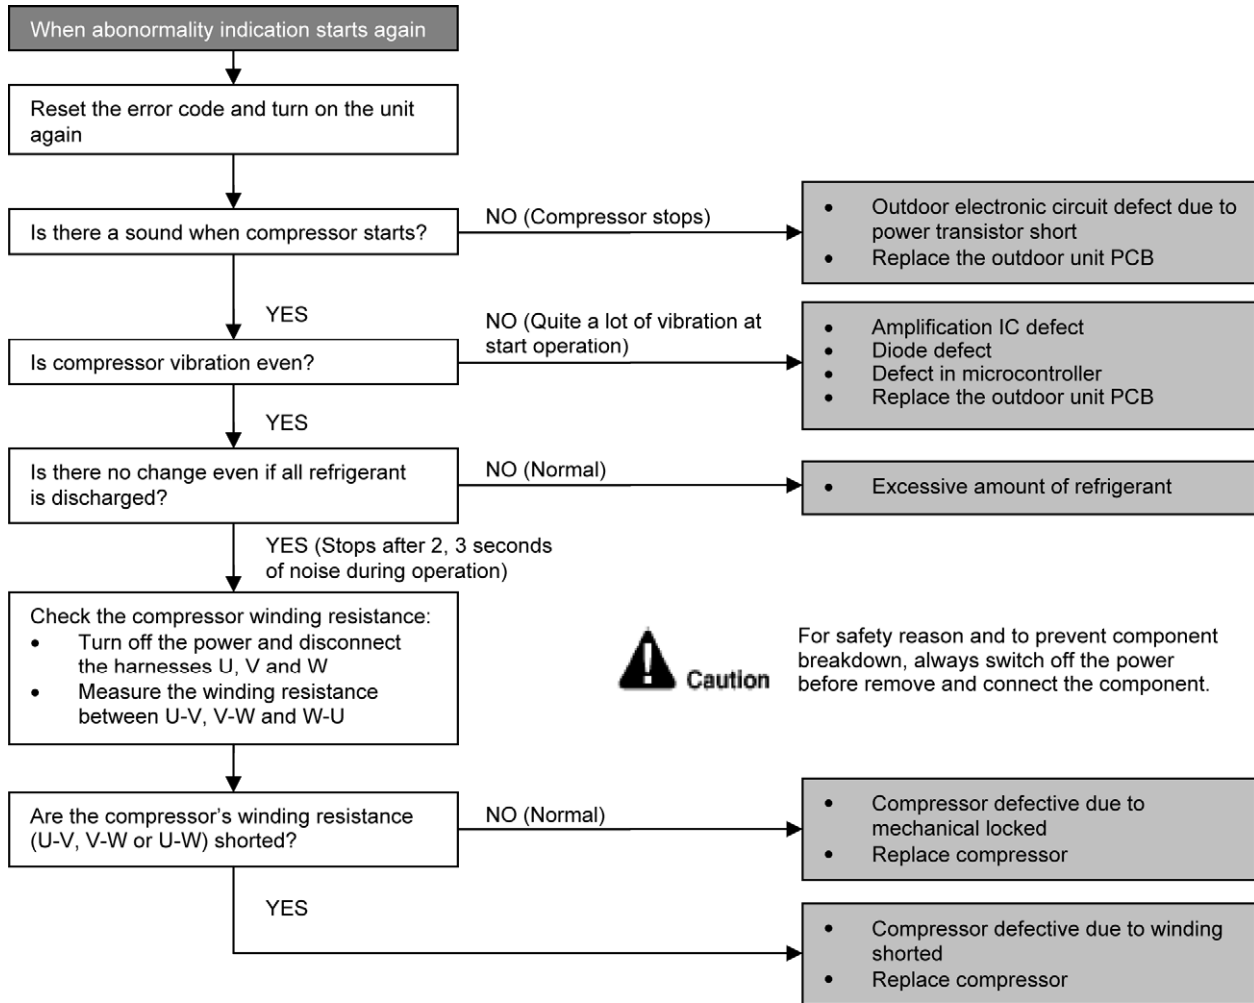 When abonormality indication starts again
Reset the error code and turn on the unit
again
Is there a sound when compressor starts?
NO (Compressor stops)
• Outdoor electronic circuit defect due to
power transistor short
• Replace the outdoor unit PCB
YES
Is compressor vibration even?
NO (Quite a lot of vibration at
start operation)
• Amplification IC defect
• Diode defect
• Defect in microcontroller
• Replace the outdoor unit PCB
YES
Is there no change even if all refrigerant
is discharged?
NO (Normal)
• Excessive amount of refrigerant
YES (Stops after 2, 3 seconds
of noise during operation)
Check the compressor winding resistance:
• Turn off the power and disconnect
the harnesses U, V and W
• Measure the winding resistance
between U-V, V-W and W-U
Caution
For safety reason and to prevent component
breakdown, always switch off the power
before remove and connect the component.
Are the compressor's winding resistance
(U-V, V-W or U-W) shorted?
NO (Normal)
• Compressor defective due to
mechanical locked
• Replace compressor
YES
• Compressor defective due to winding
shorted
• Replace compressor